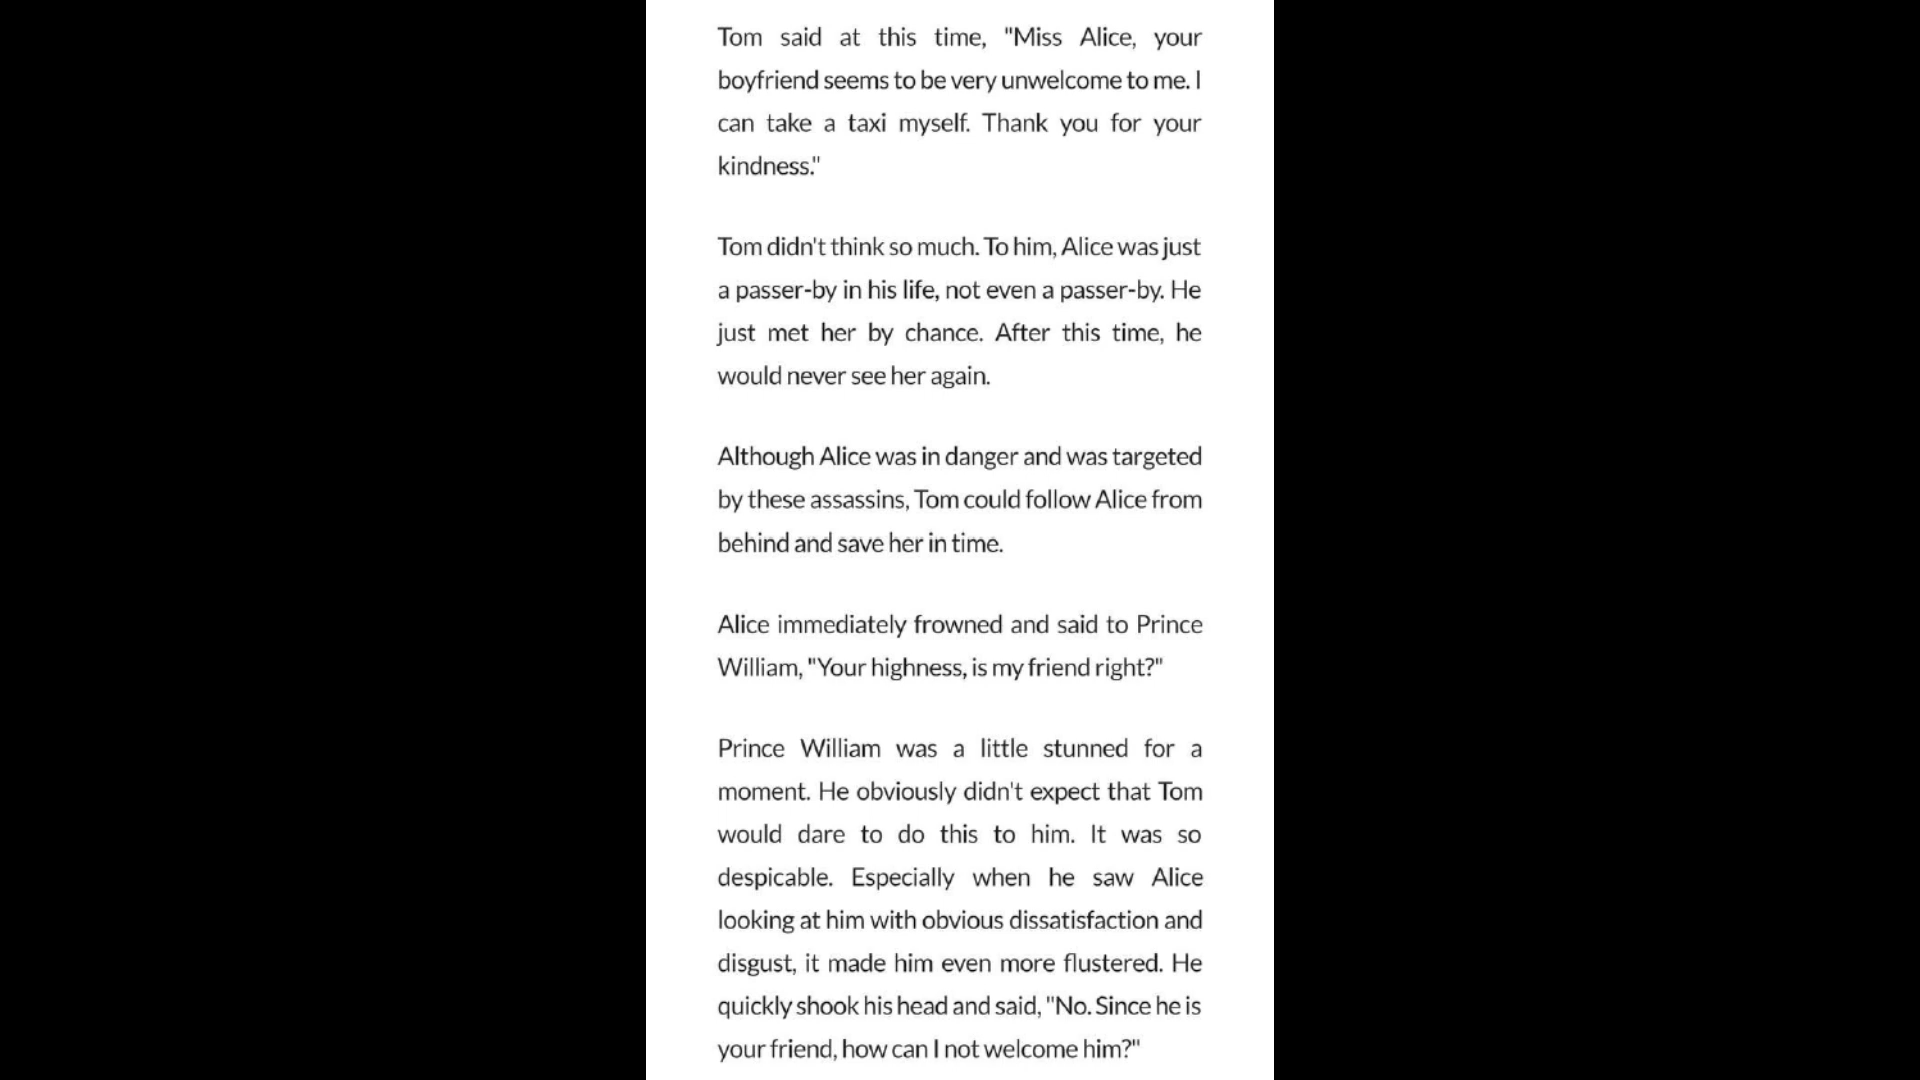 Tom said at this time, "Miss Alice, your
boyfriend seems to be very unwelcome to me. I
can take a taxi myself. Thank you for your
kindness."
Tom didn't think so much. To him, Alice was just
a passer-by in his life, not even a passer-by. He
just met her by chance. After this time, he
would never see her again.
Although Alice was in danger and was targeted
by these assassins, Tom could follow Alice from
behind and save her in time.
Alice immediately frowned and said to Prince
William, "Your highness, is my friend right?"
Prince William was a little stunned for a
moment. He obviously didn't expect that Tom
would dare to do this to him. It was so
despicable. Especially when he saw Alice
looking at him with obvious dissatisfaction and
disgust, it made him even more flustered. He
quickly shook his head and said, "No. Since he is
your friend, how can I not welcome him?"